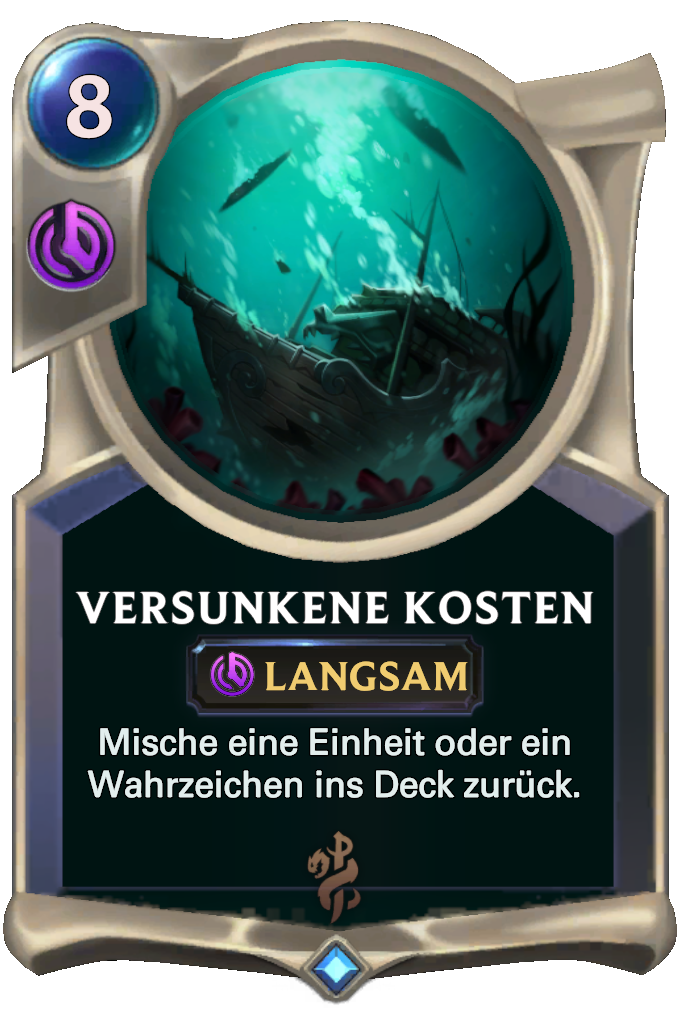 8
VERSUNKENE KOSTEN
LANGSAM
Mische eine Einheit oder ein
Wahrzeichen ins Deck zurück.